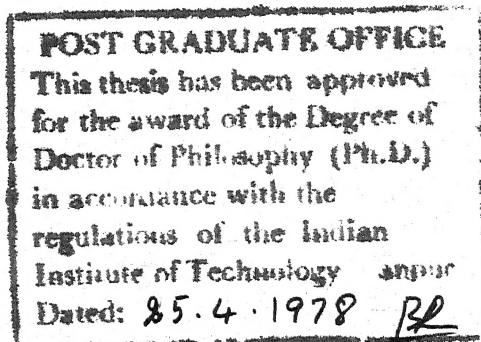 POST GRADUATE OFFICE
This thesis has been approved
for the award of the Degree of
Doctor of Philosophy (Ph.D.)
in accordance with the
regulations of the Indian
Institute of Technology anpur
Dated: 25.4.1978